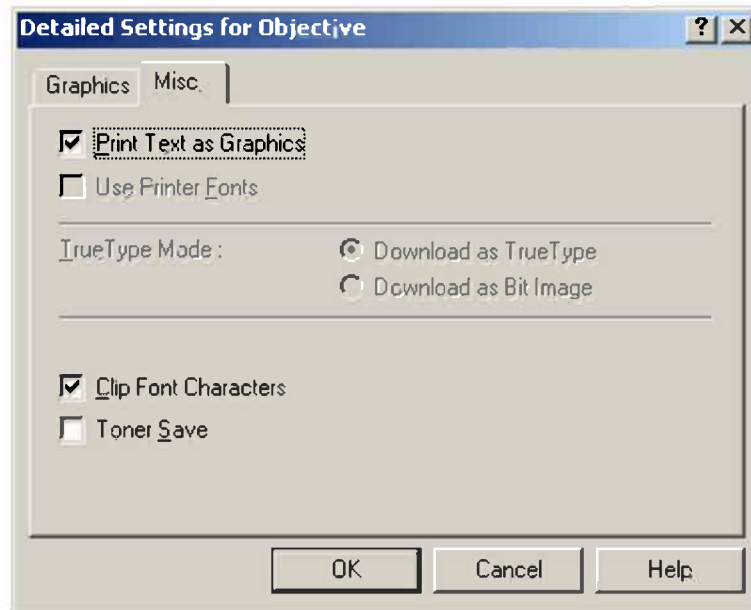 Detailed Settings for Objective
Graphics Misc.
Print Text as Graphics
Use Printer Fonts
TrueType Mode : Download as TrueType
Download as Bit Image
Clip Font Characters
Toner Save
OK Cancel Help